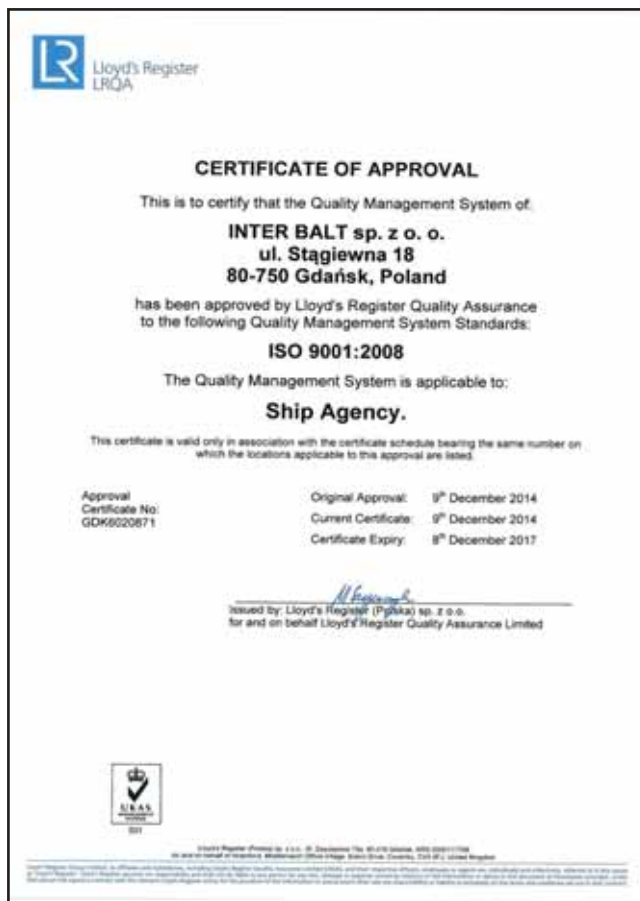 LR
Lloyd's Register
LRQA
CERTIFICATE OF APPROVAL
This is to certify that the Quality Management System of:
INTER BALT sp. z o. o.
ul. Stągiewna 18
80-750 Gdańsk, Poland
has been approved by Lloyd's Register Quality Assurance
to the following Quality Management System Standards:
ISO 9001:2008
The Quality Management System is applicable to:
Ship Agency.
This certificate is valid only in association with the certificate schedule bearing the same number on
which the locations applicable to this approval are listed.
Approval
Certificate No:
GDK6020871
Original Approval: 9th December 2014
Current Certificate: 9th December 2014
Certificate Expiry: 8th December 2017
Issued by: Lloyd's Register (Polska) sp. z o.o.
for and on behalf Lloyd's Register Quality Assurance Limited
UKAS
MANAGEMENT
SYSTEMS
001